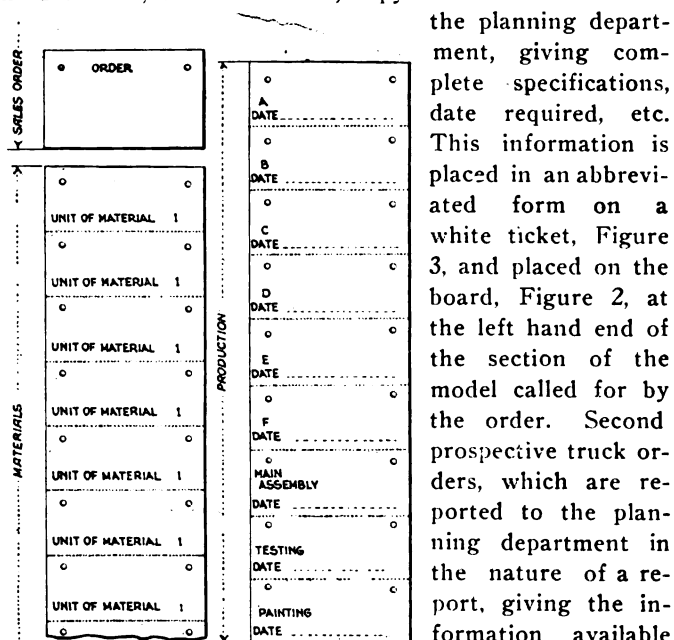 SALES ORDER
ORDER
MATERIALS
UNIT OF MATERIAL 1
UNIT OF MATERIAL 1
UNIT OF MATERIAL 1
UNIT OF MATERIAL 1
UNIT OF MATERIAL 1
UNIT OF MATERIAL 1
UNIT OF MATERIAL 1
PRODUCTION
A
DATE
B
DATE
C
DATE
D
DATE
E
DATE
F
DATE
MAIN
ASSEMBLY
DATE
TESTING
DATE
PAINTING
DATE
the planning depart-
ment, giving com-
plete specifications,
date required, etc.
This information is
placed in an abbrevi-
ated form on a
white ticket, Figure
3, and placed on the
board, Figure 2, at
the left hand end of
the section of the
model called for by
the order. Second
prospective truck or-
ders, which are re-
ported to the plan-
ning department in
the nature of a re-
port, giving the in-
formation available